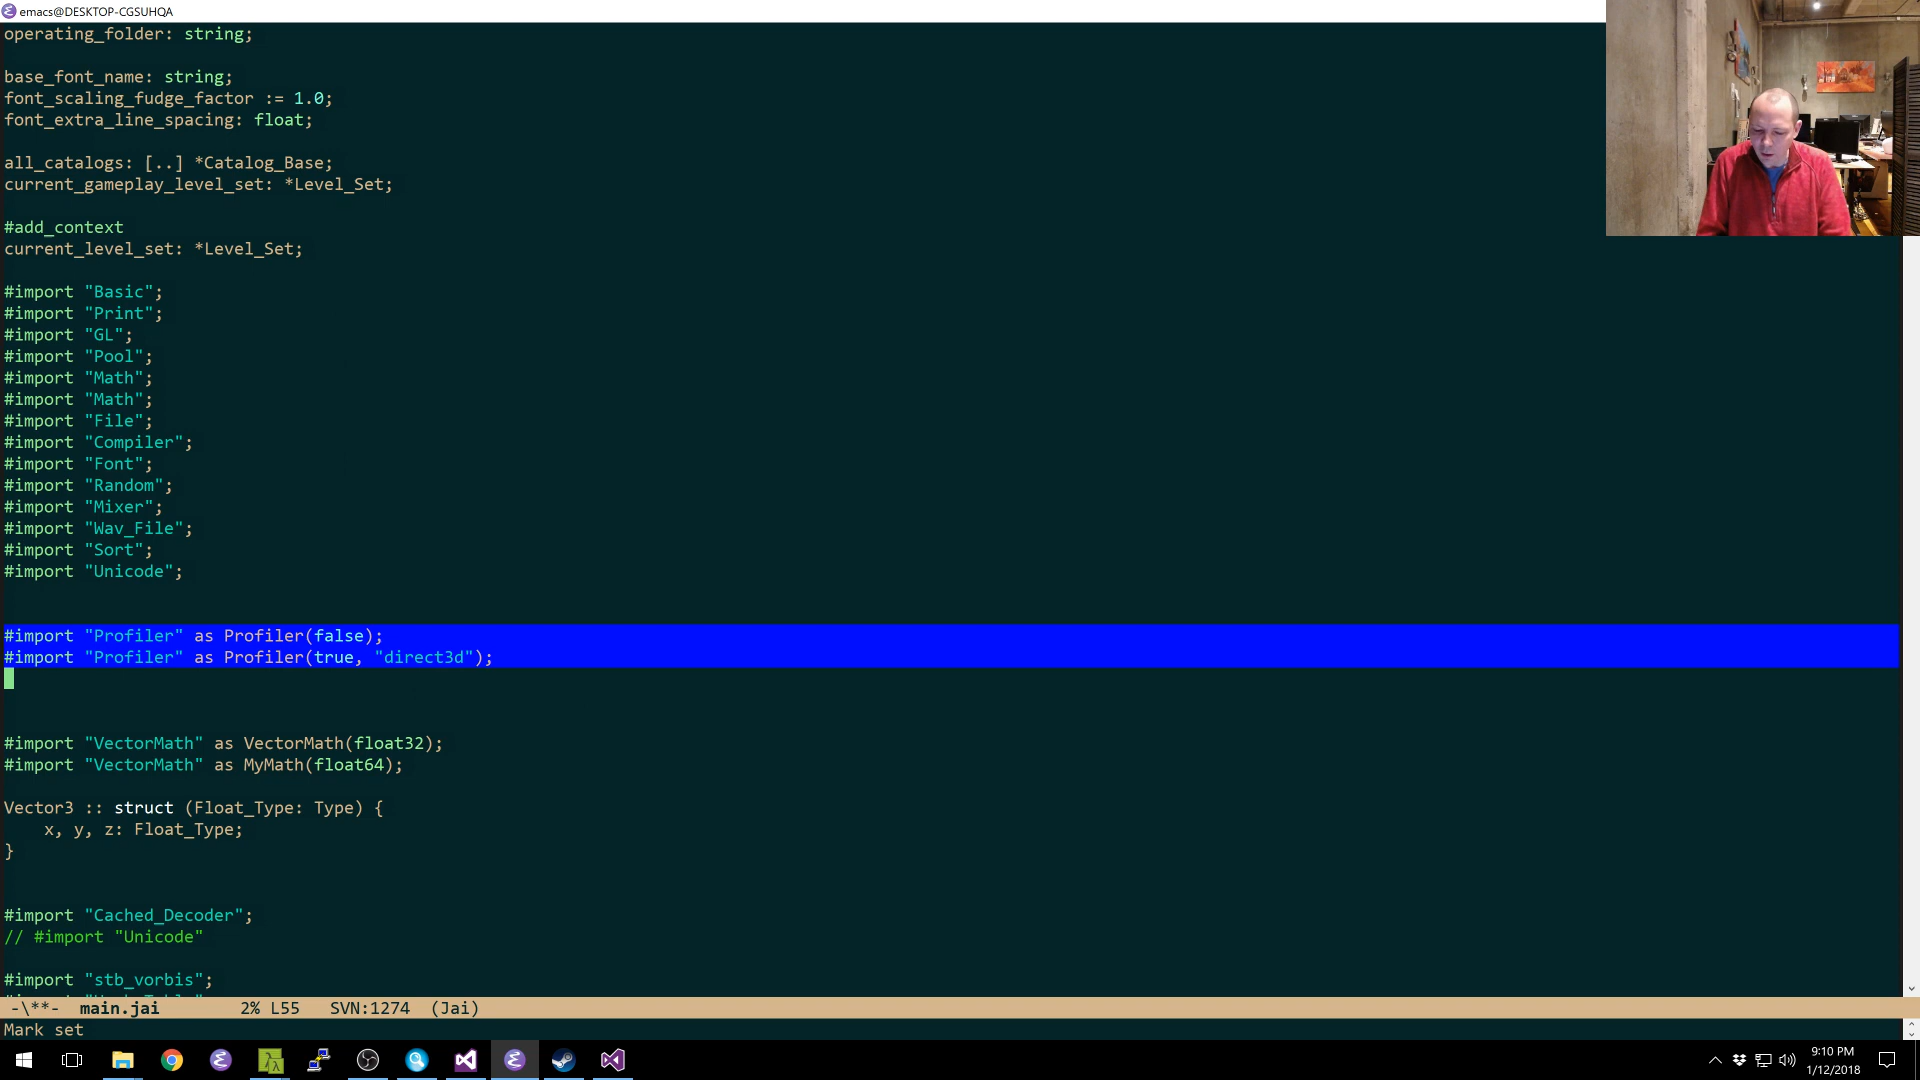 emacs@DESKTOP-CGSUHQA
operating_folder: string;
base_font_name: string;
font_scaling_fudge_factor := 1.0;
font_extra_line_spacing: float;
all_catalogs: [..] *Catalog_Base;
current_gameplay_level_set: *Level_Set;
#add_context
current_level_set: *Level_Set;
#import "Basic";
#import "Print";
#import "GL";
#import "Pool";
#import "Math";
#import "Math";
#import "File";
#import "Compiler";
#import "Font";
#import "Random";
#import "Mixer";
#import "Wav_File";
#import "Sort";
#import "Unicode";
#import "Profiler" as Profiler(false);
#import "Profiler" as Profiler(true, "direct3d");
#import "VectorMath" as VectorMath(float32);
#import "VectorMath" as MyMath(float64);
Vector3 :: struct (Float_Type: Type) {
    x, y, z: Float_Type;
}
#import "Cached_Decoder";
// #import "Unicode"
#import "stb_vorbis";
-\**-  main.jai        2% L55   SVN:1274  (Jai)
Mark set
9:10 PM
1/12/2018